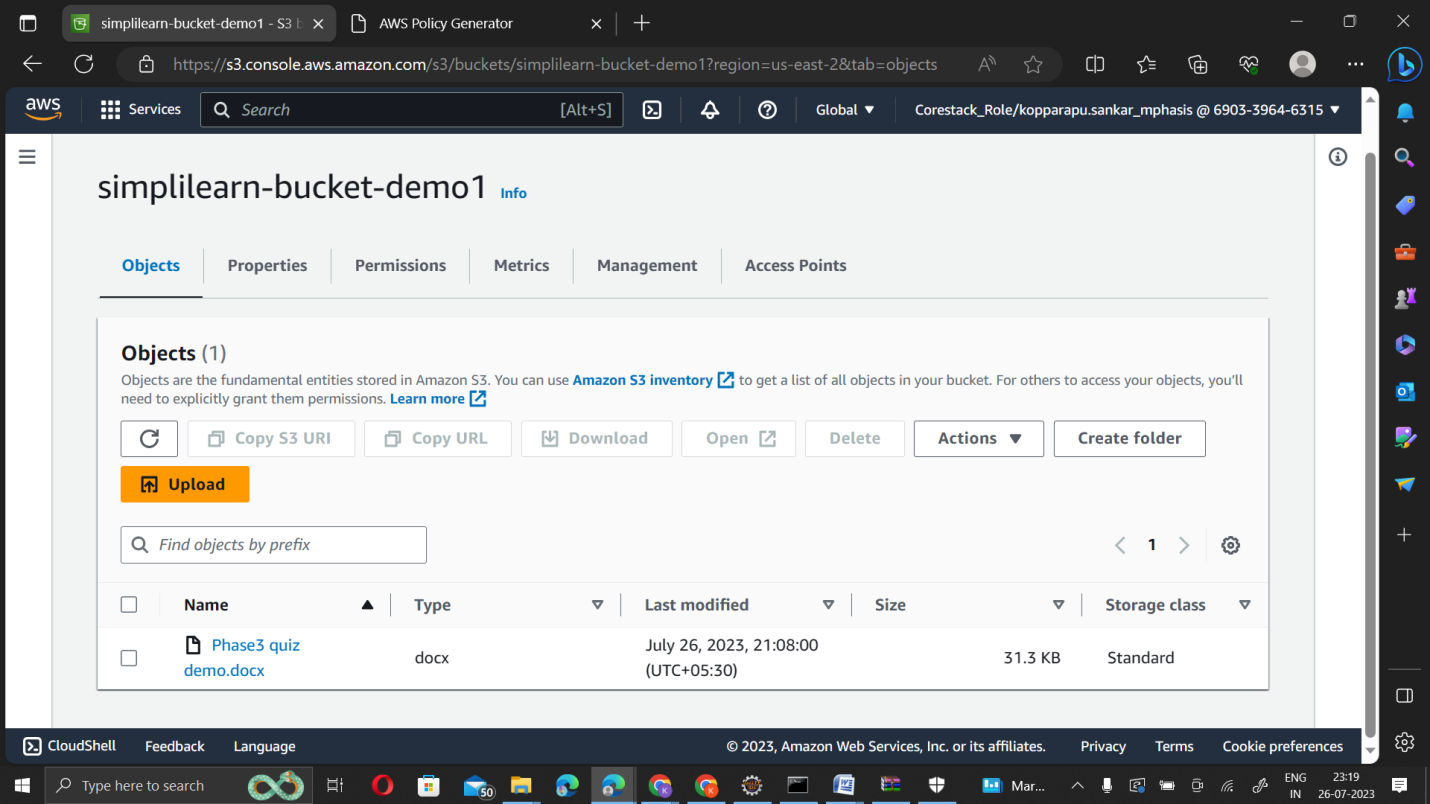 simplilearn-bucket-demo1 - S3 b
AWS Policy Generator
https://s3.console.aws.amazon.com/s3/buckets/simplilearn-bucket-demo1?region=us-east-2&tab=objects
aws Services Search [Alt+S] Global ▼ Corestack_Role/kopparapu.sankar_mphasis @ 6903-3964-6315 ▼
simplilearn-bucket-demo1 Info
Objects Properties Permissions Metrics Management Access Points
Objects (1)
Objects are the fundamental entities stored in Amazon S3. You can use Amazon S3 inventory to get a list of all objects in your bucket. For others to access your objects, you'll
need to explicitly grant them permissions. Learn more
Copy S3 URI Copy URL Download Open Delete Actions ▼ Create folder
Upload
Find objects by prefix
1
Name Type Last modified Size Storage class
Phase3 quiz
demo.docx
docx
July 26, 2023, 21:08:00
(UTC+05:30)
31.3 KB
Standard
CloudShell Feedback Language © 2023, Amazon Web Services, Inc. or its affiliates. Privacy Terms Cookie preferences
Type here to search
50
Mar...
ENG
IN
23:19
26-07-2023